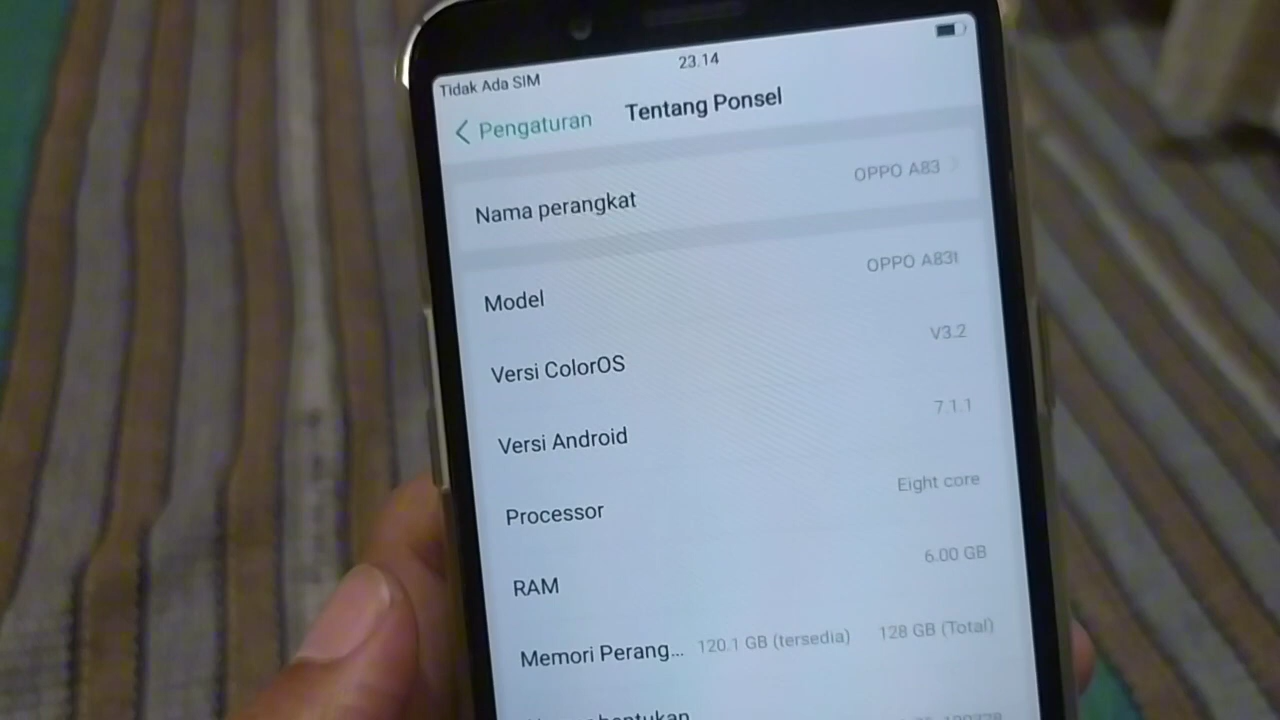 Tidak Ada SIM 23.14
Pengaturan Tentang Ponsel
Nama perangkat OPPO A83
Model OPPO A83t
Versi ColorOS V3.2
Versi Android 7.1.1
Processor Eight core
RAM 6.00 GB
Memori Perang... 120.1 GB (tersedia) 128 GB (Total)